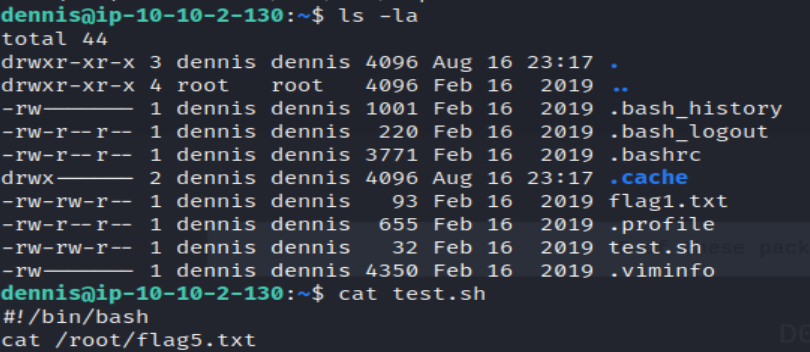 dennis@ip-10-10-2-130:~$ ls -la
total 44
drwxr-xr-x 3 dennis dennis 4096 Aug 16 23:17 .
drwxr-xr-x 4 root   root   4096 Feb 16  2019 ..
-rw------- 1 dennis dennis 1001 Feb 16  2019 .bash_history
-rw-r--r-- 1 dennis dennis  220 Feb 16  2019 .bash_logout
-rw-r--r-- 1 dennis dennis 3771 Feb 16  2019 .bashrc
drwx------ 2 dennis dennis 4096 Aug 16 23:17 .cache
-rw-rw-r-- 1 dennis dennis   93 Feb 16  2019 flag1.txt
-rw-r--r-- 1 dennis dennis  655 Feb 16  2019 .profile
-rw-rw-r-- 1 dennis dennis   32 Feb 16  2019 test.sh
-rw------- 1 dennis dennis 4350 Feb 16  2019 .viminfo
dennis@ip-10-10-2-130:~$ cat test.sh
#!/bin/bash
cat /root/flag5.txt